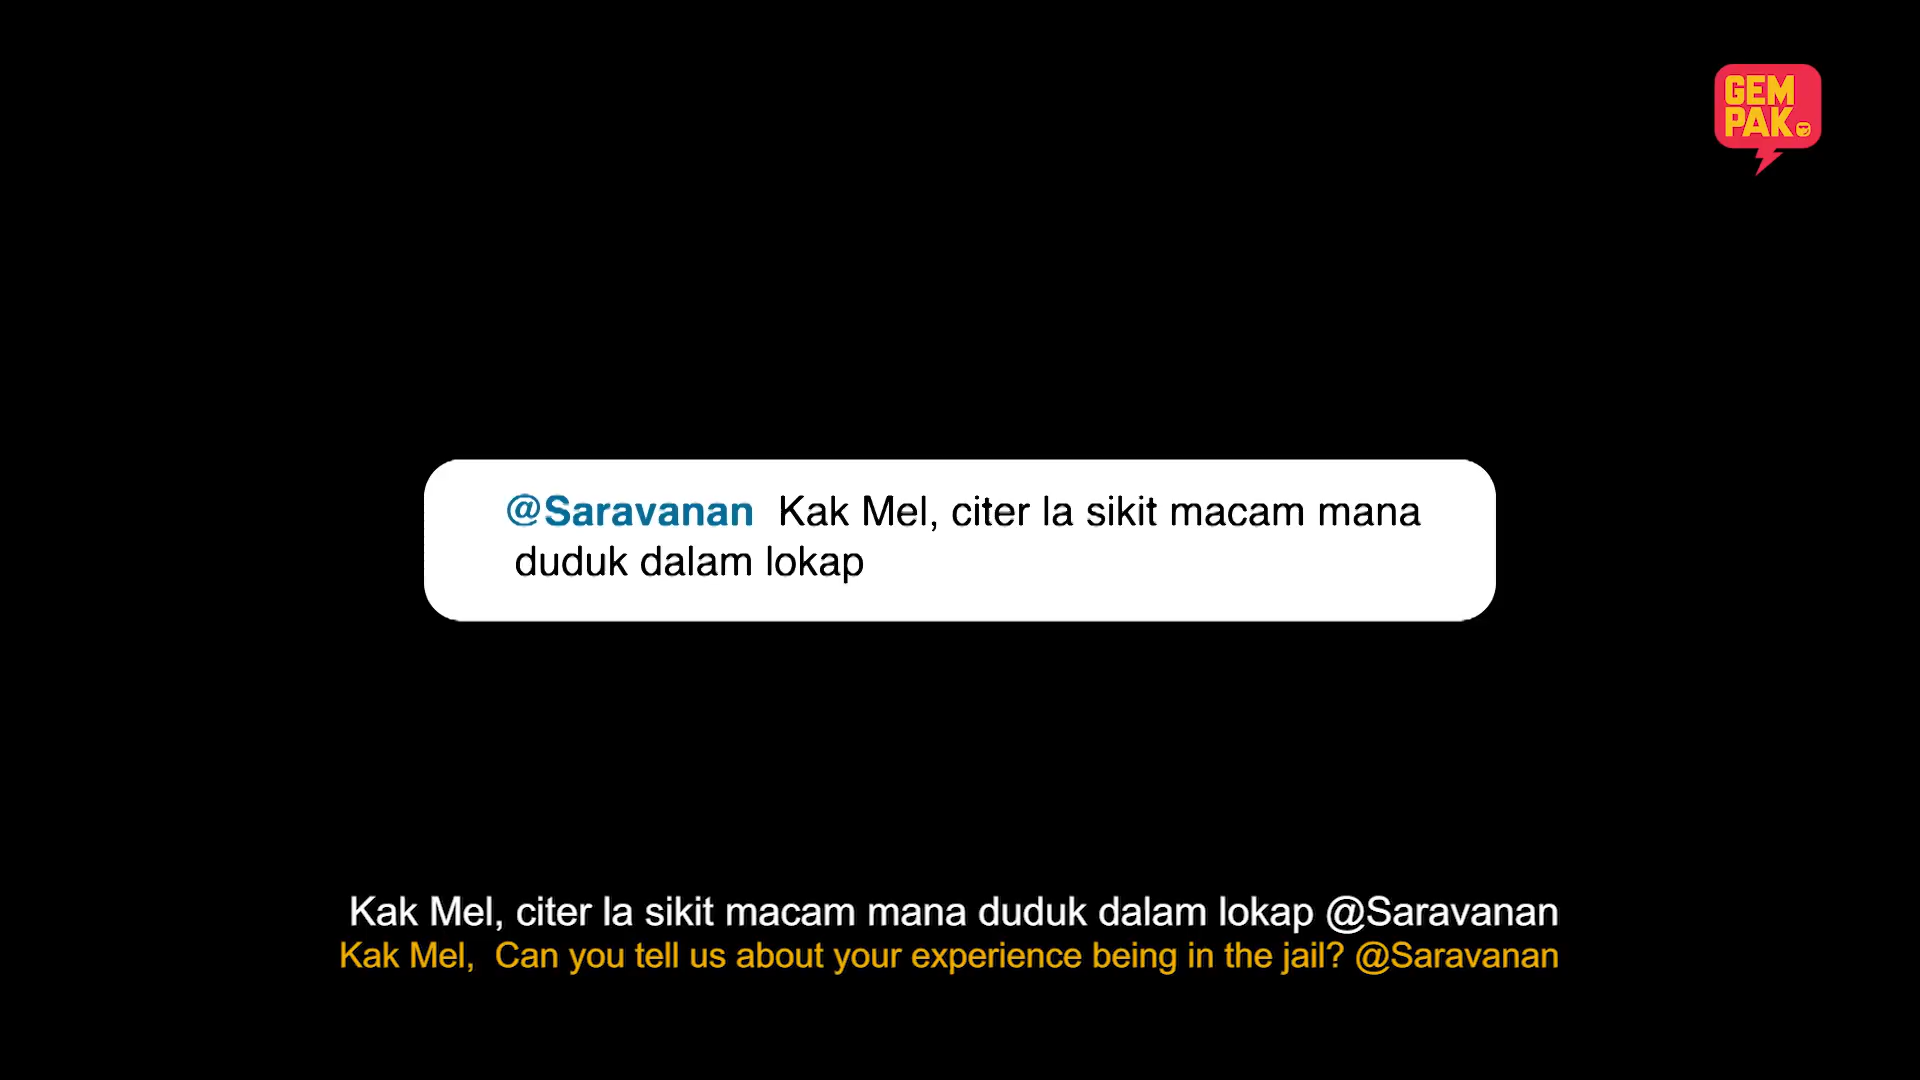 GEM
PAK
@Saravanan Kak Mel, citer la sikit macam mana
duduk dalam lokap
Kak Mel, citer la sikit macam mana duduk dalam lokap @Saravanan
Kak Mel, Can you tell us about your experience being in the jail? @Saravanan